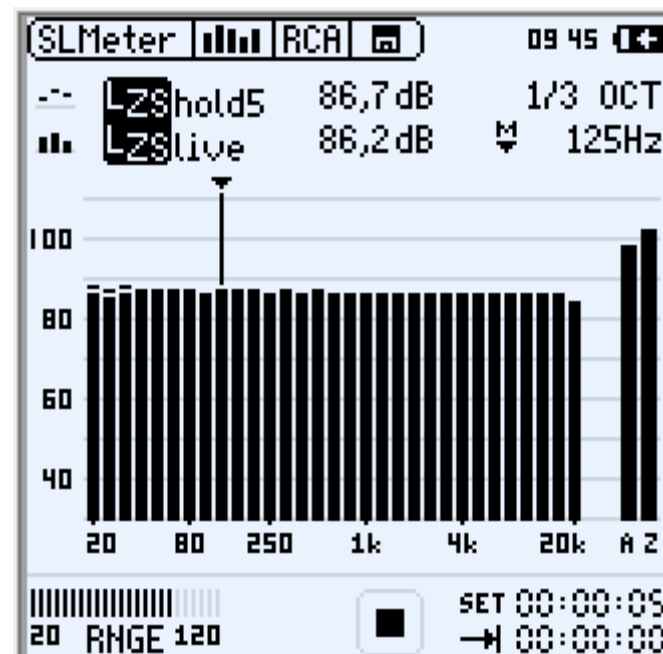 SLMeter RCA 09 45
LZS hold5 86,7 dB 1/3 OCT
LZS live 86,2 dB M 125Hz
100
80
60
40
20 80 250 1k 4k 20k A Z
SET 00:00:05
20 RNGE 120 00:00:00